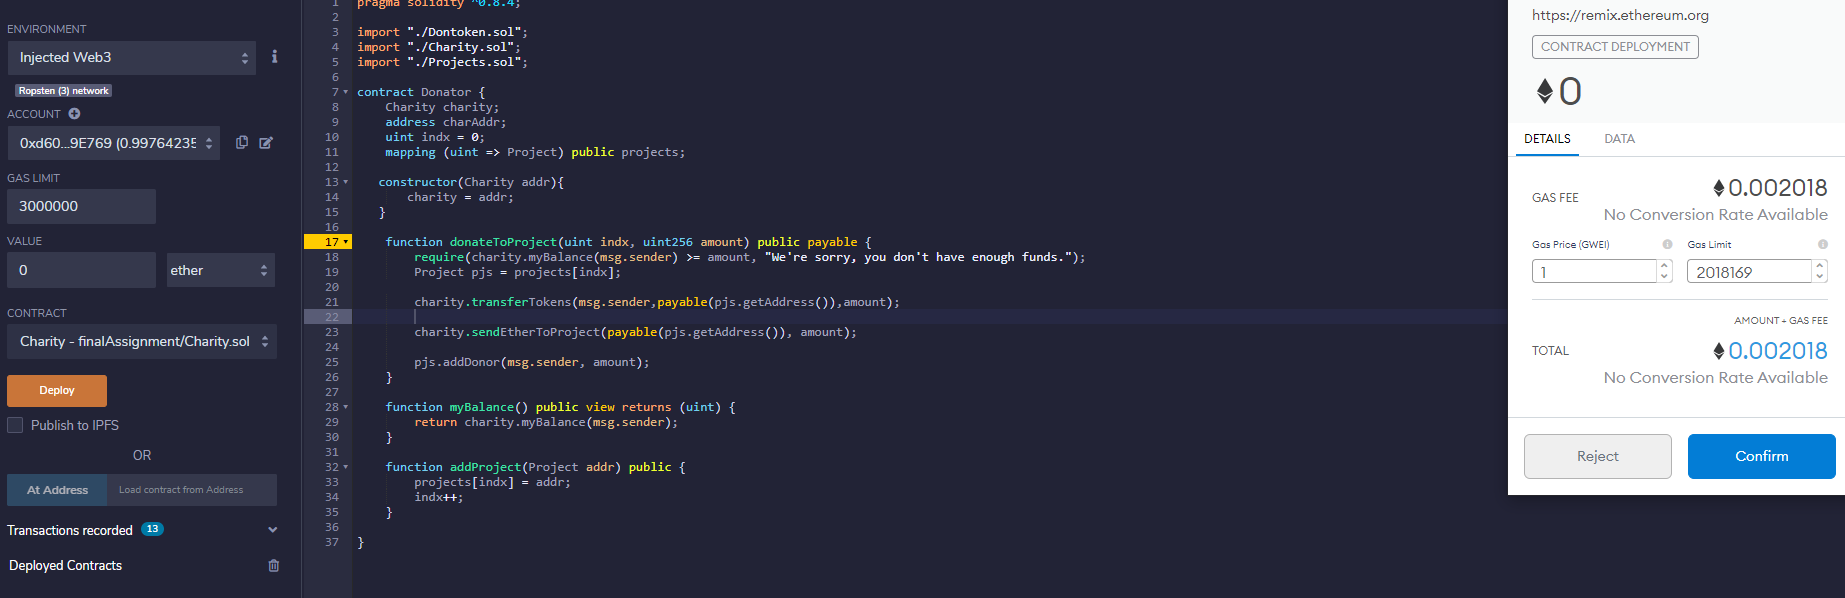 ENVIRONMENT
Injected Web3
Ropsten (3) network
ACCOUNT
0xd60...9E769 (0.99764235
GAS LIMIT
3000000
VALUE
0 ether
CONTRACT
Charity - finalAssignment/Charity.sol
Deploy
Publish to IPFS
OR
At Address Load contract from Address
Transactions recorded 13
Deployed Contracts
1 pragma solidity ^0.8.4;
2
3 import "./Dontoken.sol";
4 import "./Charity.sol";
5 import "./Projects.sol";
6
7 contract Donator {
8 Charity charity;
9 address charAddr;
10 uint indx = 0;
11 mapping (uint => Project) public projects;
12
13 constructor(Charity addr){
14 charity = addr;
15 }
16
17 function donateToProject(uint indx, uint256 amount) public payable {
18 require(charity.myBalance(msg.sender) >= amount, "We're sorry, you don't have enough funds.");
19 Project pjs = projects[indx];
20
21 charity.transferTokens(msg.sender,payable(pjs.getAddress()),amount);
22
23 charity.sendEtherToProject(payable(pjs.getAddress()), amount);
24
25 pjs.addDonor(msg.sender, amount);
26 }
27
28 function myBalance() public view returns (uint) {
29 return charity.myBalance(msg.sender);
30 }
31
32 function addProject(Project addr) public {
33 projects[indx] = addr;
34 indx++;
35 }
36
37 }
https://remix.ethereum.org
CONTRACT DEPLOYMENT
0
DETAILS DATA
GAS FEE 0.002018
No Conversion Rate Available
Gas Price (GWEI) Gas Limit
1 2018169
AMOUNT + GAS FEE
TOTAL 0.002018
No Conversion Rate Available
Reject Confirm